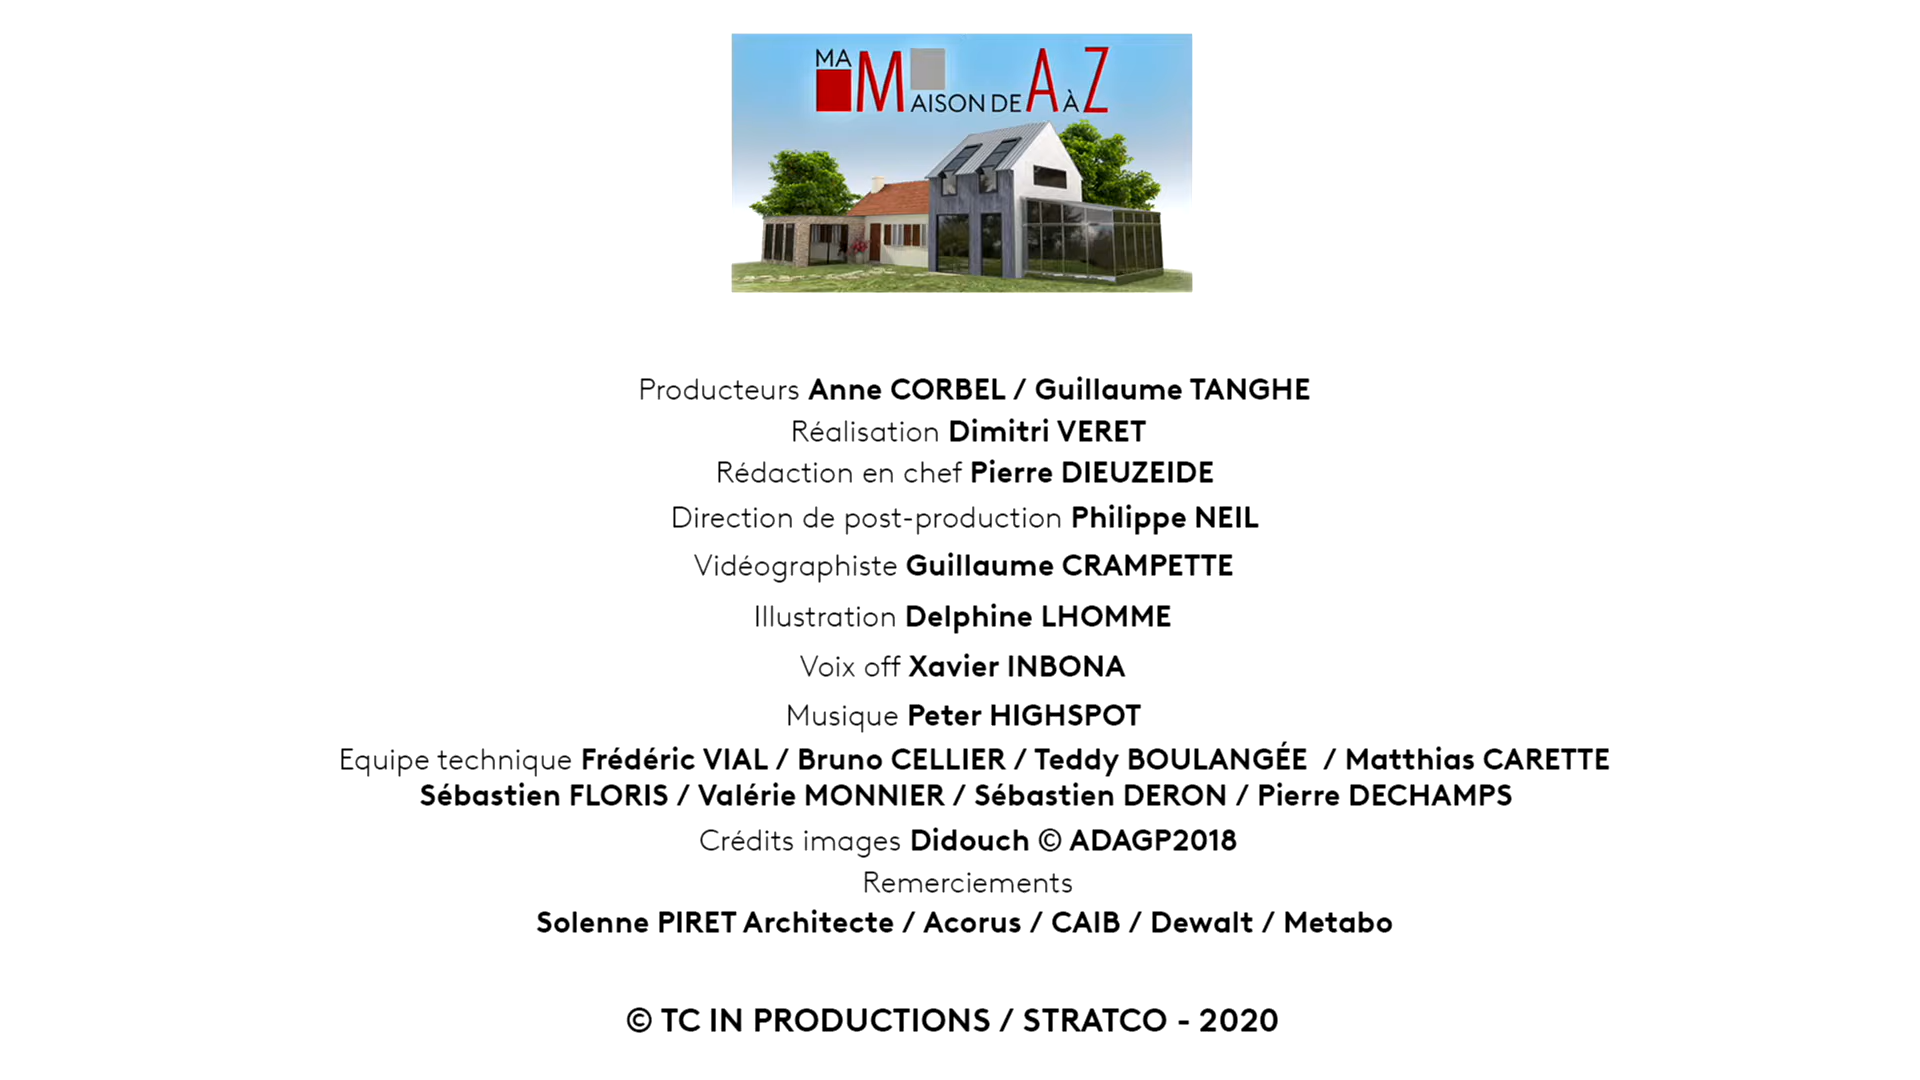 MA MAISON DE A à Z
Producteurs Anne CORBEL / Guillaume TANGHE
Réalisation Dimitri VERET
Rédaction en chef Pierre DIEUZEIDE
Direction de post-production Philippe NEIL
Vidéographiste Guillaume CRAMPETTE
Illustration Delphine LHOMME
Voix off Xavier INBONA
Musique Peter HIGHSPOT
Equipe technique Frédéric VIAL / Bruno CELLIER / Teddy BOULANGÉE / Matthias CARETTE
Sébastien FLORIS / Valérie MONNIER / Sébastien DERON / Pierre DECHAMPS
Crédits images Didouch © ADAGP2018
Remerciements
Solenne PIRET Architecte / Acorus / CAIB / Dewalt / Metabo
© TC IN PRODUCTIONS / STRATCO - 2020